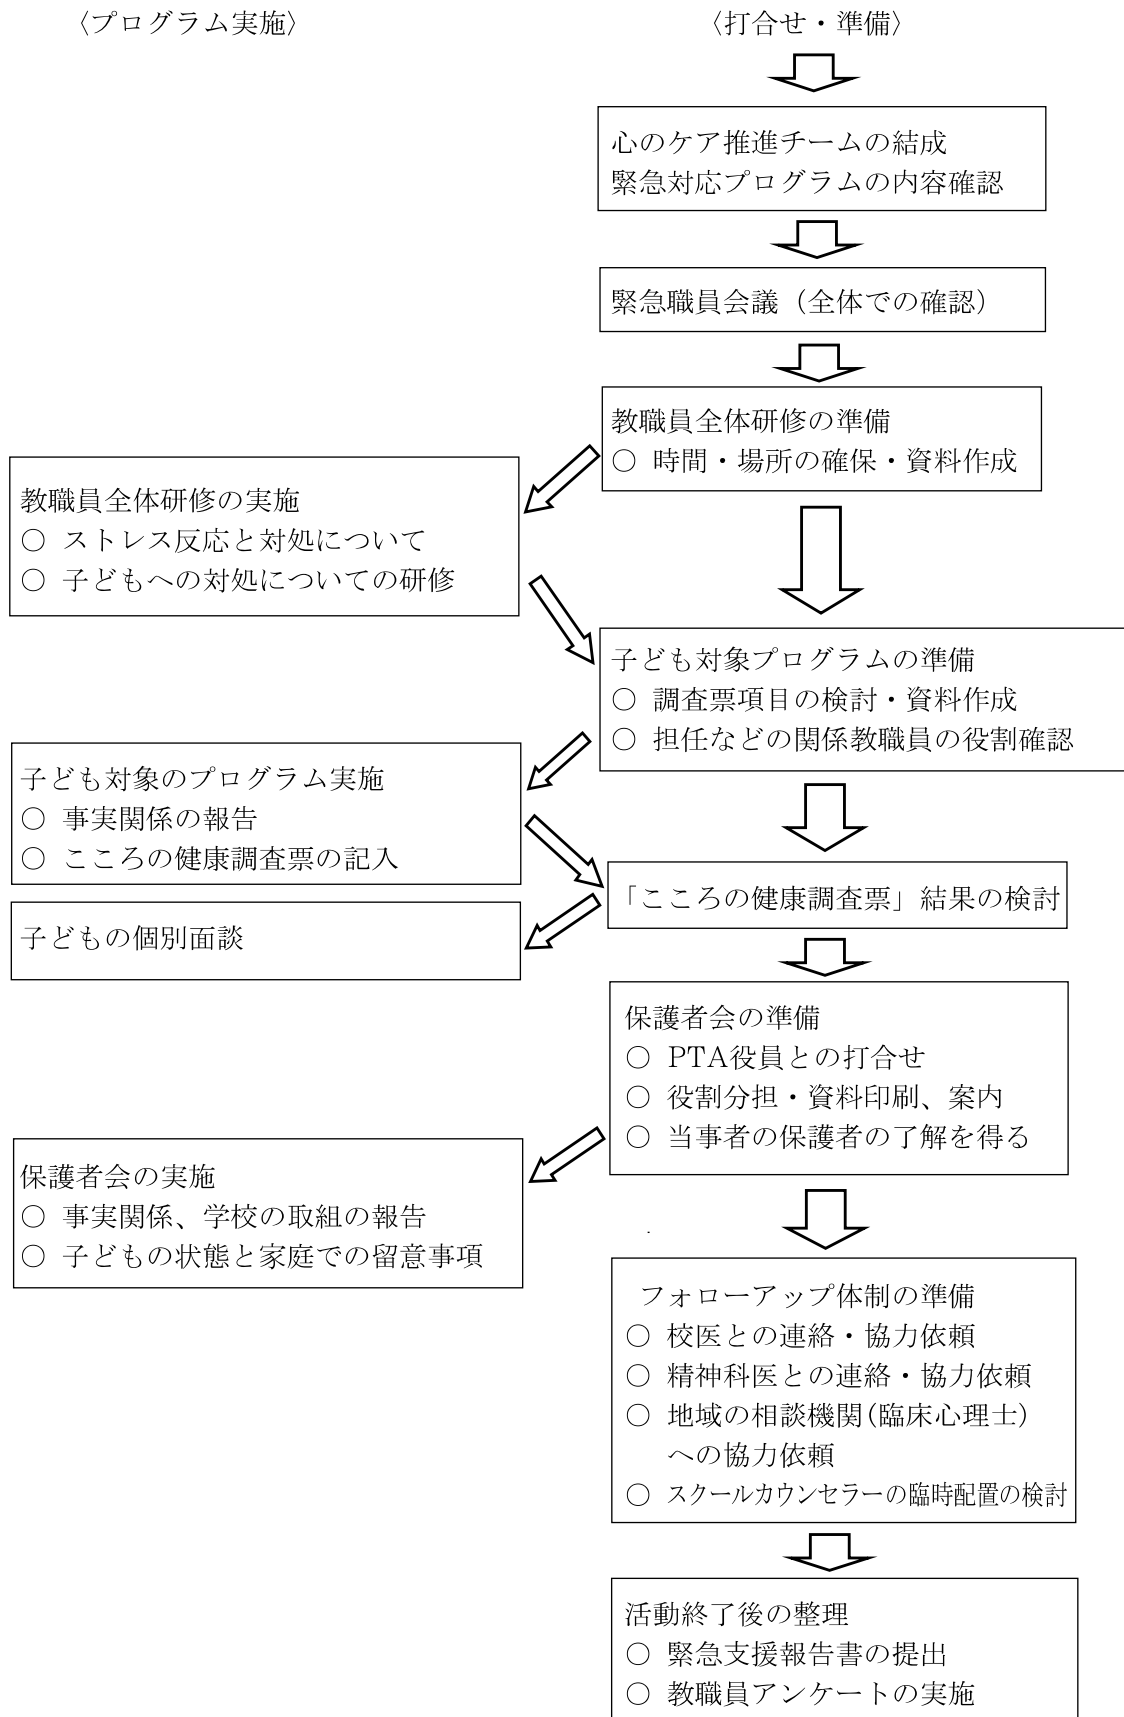 〈プログラム実施〉
〈打合せ・準備〉
心のケア推進チームの結成
緊急対応プログラムの内容確認
緊急職員会議（全体での確認）
教職員全体研修の準備
○ 時間・場所の確保・資料作成
教職員全体研修の実施
○ ストレス反応と対処について
○ 子どもへの対処についての研修
子ども対象プログラムの準備
○ 調査票項目の検討・資料作成
○ 担任などの関係教職員の役割確認
子ども対象のプログラム実施
○ 事実関係の報告
○ こころの健康調査票の記入
「こころの健康調査票」結果の検討
子どもの個別面談
保護者会の準備
○ PTA役員との打合せ
○ 役割分担・資料印刷、案内
○ 当事者の保護者の了解を得る
保護者会の実施
○ 事実関係、学校の取組の報告
○ 子どもの状態と家庭での留意事項
フォローアップ体制の準備
○ 校医との連絡・協力依頼
○ 精神科医との連絡・協力依頼
○ 地域の相談機関(臨床心理士)
への協力依頼
○ スクールカウンセラーの臨時配置の検討
活動終了後の整理
○ 緊急支援報告書の提出
○ 教職員アンケートの実施